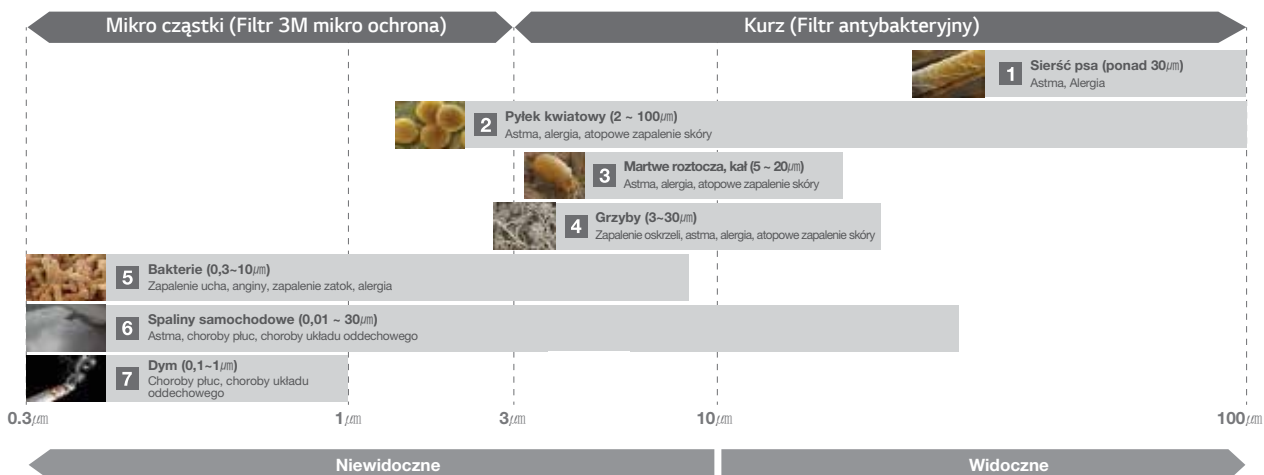 Mikro cząstki (Filtr 3M mikro ochrona)
Kurz (Filtr antybakteryjny)
1
Sierść psa (ponad 30㎛)
Astma, Alergia
2
Pyłek kwiatowy (2 ~ 100㎛)
Astma, alergia, atopowe zapalenie skóry
3
Martwe roztocza, kał (5 ~ 20㎛)
Astma, alergia, atopowe zapalenie skóry
4
Grzyby (3~30㎛)
Zapalenie oskrzeli, astma, alergia, atopowe zapalenie skóry
5
Bakterie (0,3~10㎛)
Zapalenie ucha, anginy, zapalenie zatok, alergia
6
Spaliny samochodowe (0,01 ~ 30㎛)
Astma, choroby płuc, choroby układu oddechowego
7
Dym (0,1~1㎛)
Choroby płuc, choroby układu
oddechowego
0.3㎛ 1㎛ 3㎛ 10㎛ 100㎛
Niewidoczne
Widoczne